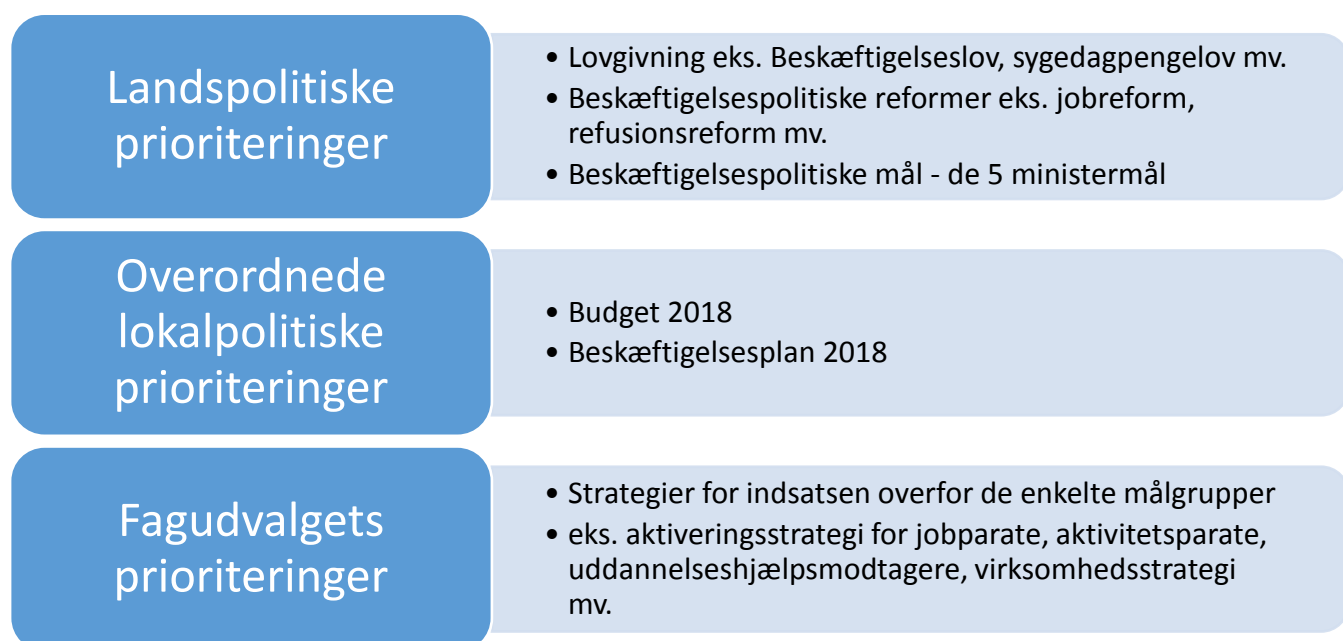 Landspolitiske
prioriteringer
• Lovgivning eks. Beskæftigelseslov, sygedagpengelov mv.
• Beskæftigelsespolitiske reformer eks. jobreform,
refusionsreform mv.
• Beskæftigelsespolitiske mål - de 5 ministermål
Overordnede
lokalpolitiske
prioriteringer
• Budget 2018
• Beskæftigelsesplan 2018
Fagudvalgets
prioriteringer
• Strategier for indsatsen overfor de enkelte målgrupper
• eks. aktiveringsstrategi for jobparate, aktivitetsparate,
uddannelseshjælpsmodtagere, virksomhedsstrategi
mv.